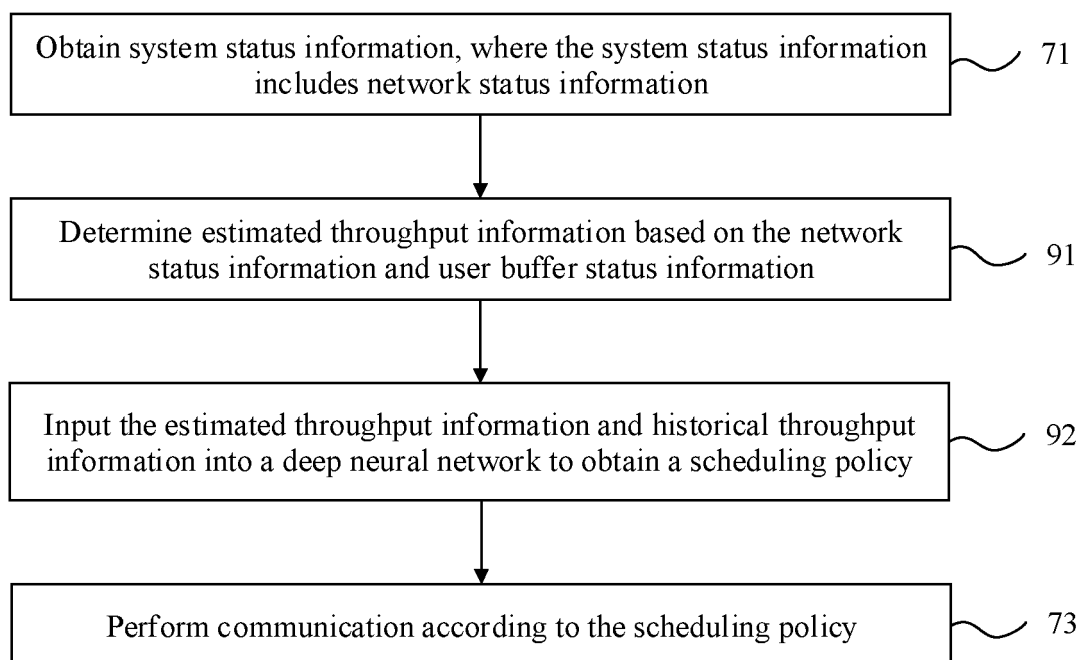 Obtain system status information, where the system status information
includes network status information
71
Determine estimated throughput information based on the network
status information and user buffer status information
91
Input the estimated throughput information and historical throughput
information into a deep neural network to obtain a scheduling policy
92
Perform communication according to the scheduling policy
73